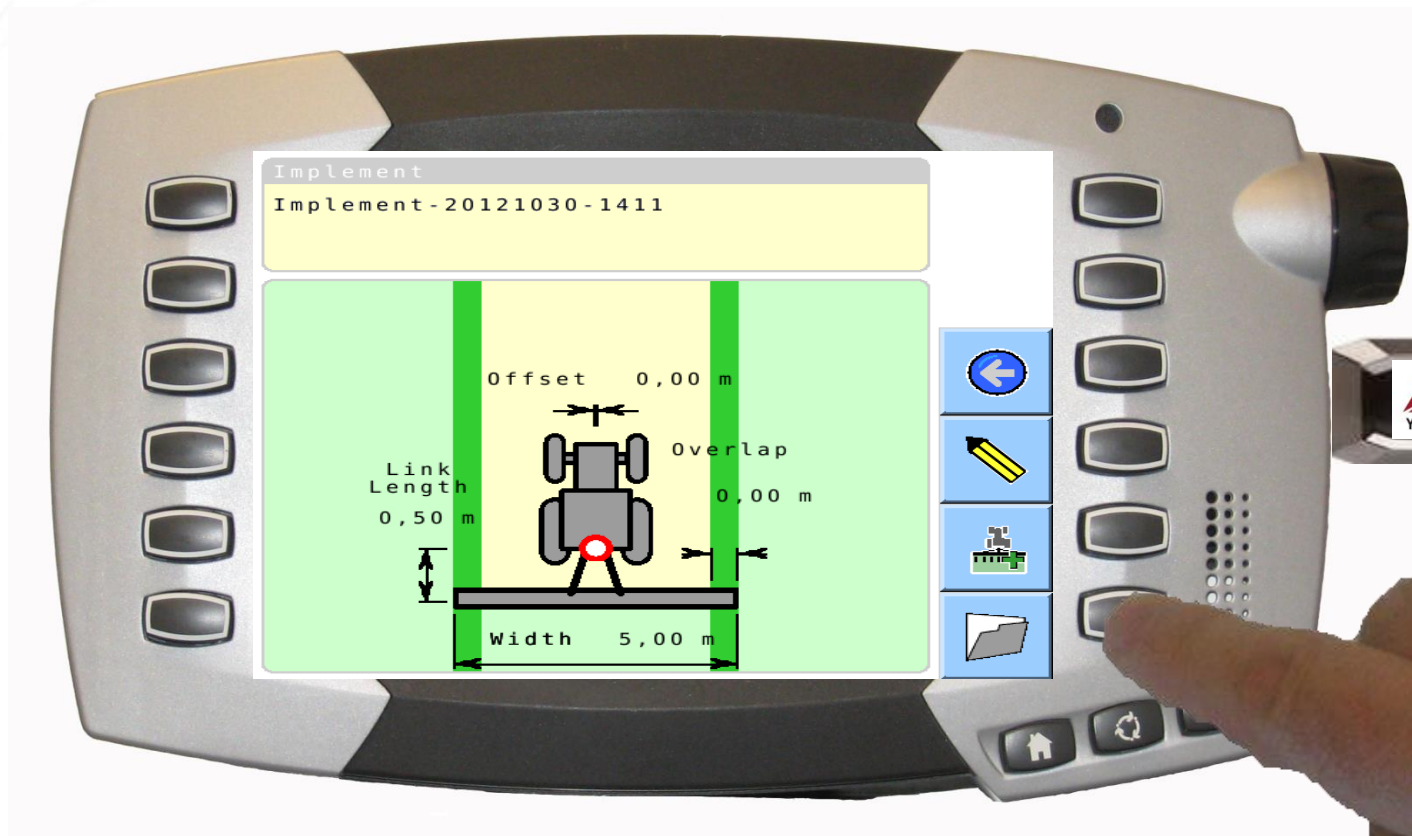 Implement
Implement-20121030-1411
Offset 0,00 m
Overlap
0,00 m
Link
Length
0,50 m
Width 5,00 m